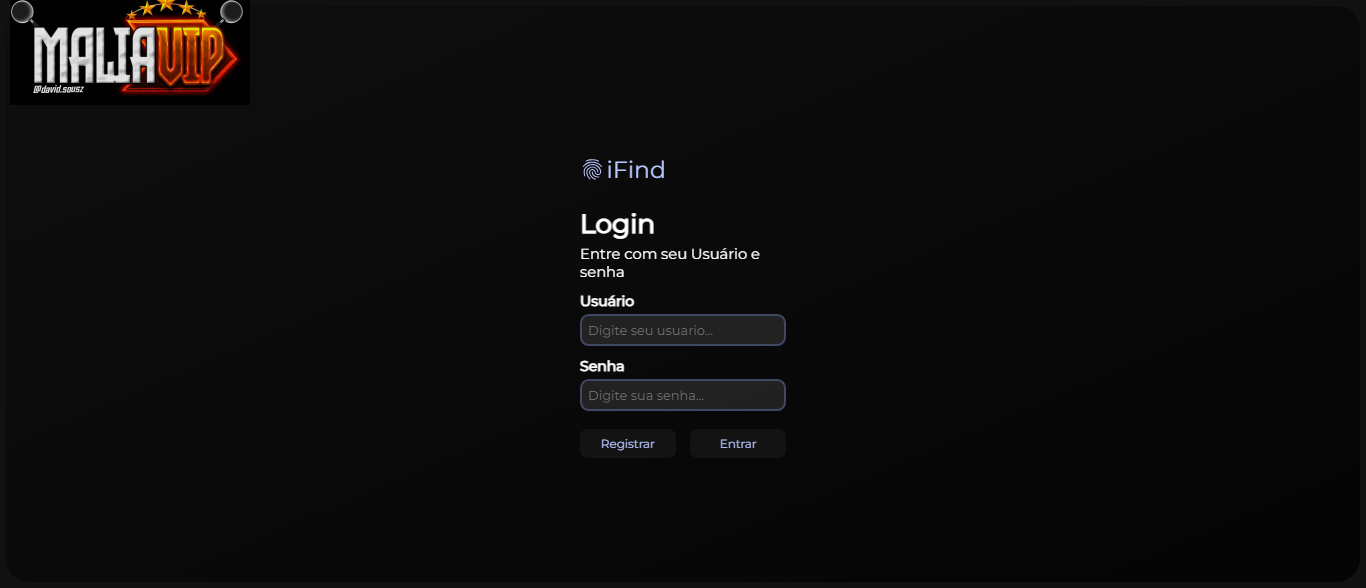 MALIAVIP
@david.sousz
iFind
Login
Entre com seu Usuário e
senha
Usuário
Digite seu usuario...
Senha
Digite sua senha...
Registrar Entrar